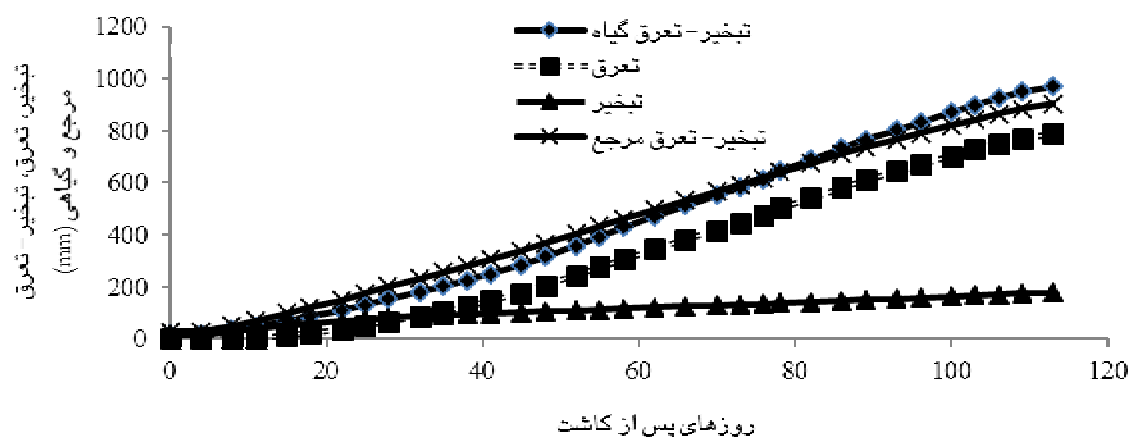 1200
1000
800
600
400
200
0
0 20 40 60 80 100 120
تبخیر، تعرق، تبخیر - تعرق
مرجع و گیاهی (mm)
تبخیر - تعرق گیاه
تعرق
تبخیر
تبخیر - تعرق مرجع
روزهای پس از کاشت